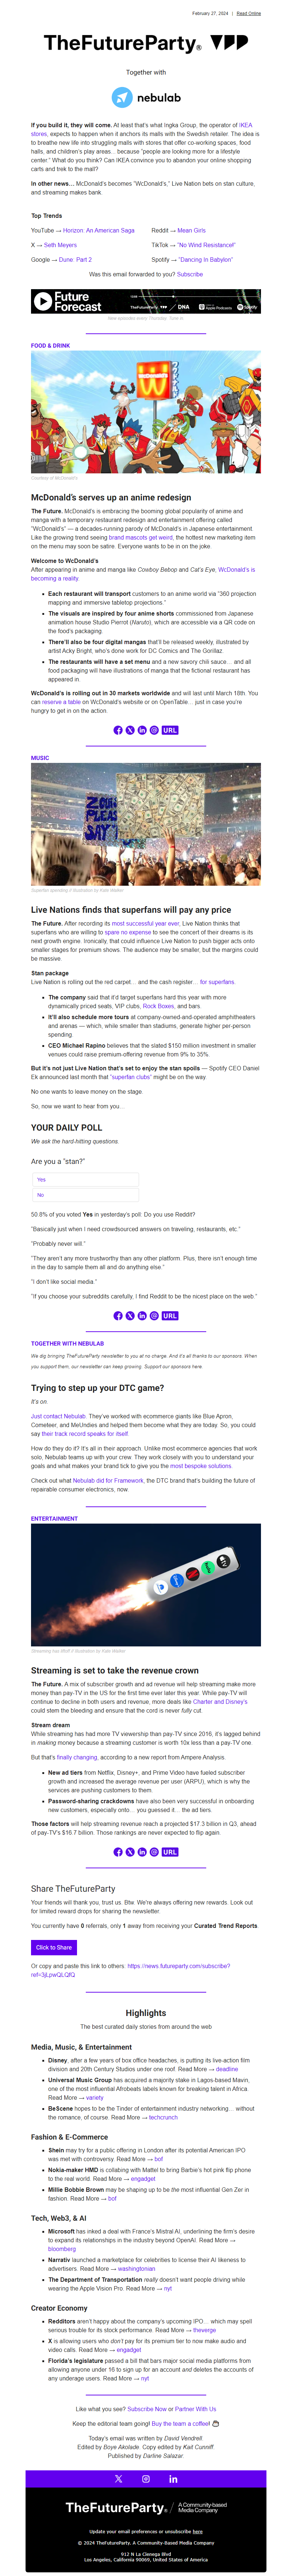 February 27, 2024 | Read Online
TheFutureParty® VIP
Together with
nebulab
If you build it, they will come. At least that's what Ingka Group, the operator of IKEA
stores, expects to happen when it anchors its malls with the Swedish retailer. The idea is
to breathe new life into struggling malls with stores that offer co-working spaces, food
halls, and children's play areas… because "people are looking more for a lifestyle
center." What do you think? Can IKEA convince you to abandon your online shopping
carts and trek to the mall?
In other news… McDonald's becomes "WcDonald's," Live Nation bets on stan culture,
and streaming makes bank.
Top Trends
YouTube → Horizon: An American Saga
Reddit → Mean Girls
X → Seth Meyers
TikTok → "No Wind Resistance!"
Google → Dune: Part 2
Spotify → "Dancing In Babylon"
Was this email forwarded to you? Subscribe.
Future
Forecast
TheFutureParty
DNA
Apple Podcasts
Spotify
New episodes every Thursday. Tune in.
FOOD & DRINK
Courtesy of McDonald's
McDonald's serves up an anime redesign
The Future. McDonald's is embracing the booming global popularity of anime and
manga with a temporary restaurant redesign and entertainment offering called
"WcDonald's" — a decades-running parody of McDonald's in Japanese entertainment.
Like the growing trend seeing brand mascots get weird, the hottest new marketing item
on the menu may soon be satire. Everyone wants to be in on the joke.
Welcome to WcDonald's
After appearing in anime and manga like Cowboy Bebop and Cat's Eye, WcDonald's is
becoming a reality.
Each restaurant will transport customers to an anime world via "360 projection
mapping and immersive tabletop projections."
The visuals are inspired by four anime shorts commissioned from Japanese
animation house Studio Pierrot (Naruto), which are accessible via a QR code on
the food's packaging.
There'll also be four digital mangas that'll be released weekly, illustrated by
artist Acky Bright, who's done work for DC Comics and The Gorillaz.
The restaurants will have a set menu and a new savory chili sauce… and all
food packaging will have illustrations of manga that the fictional restaurant has
appeared in.
WcDonald's is rolling out in 30 markets worldwide and will last until March 18th. You
can reserve a table on WcDonald's website or on OpenTable… just in case you're
hungry to get in on the action.
URL
MUSIC
Superfan spending // Illustration by Kate Walker
Live Nations finds that superfans will pay any price
The Future. After recording its most successful year ever, Live Nation thinks that
superfans who are willing to spare no expense to see the concert of their dreams is its
next growth engine. Ironically, that could influence Live Nation to push bigger acts onto
smaller stages for premium shows. The audience may be smaller, but the margins could
be massive.
Stan package
Live Nation is rolling out the red carpet… and the cash register… for superfans.
The company said that it'd target superfans hard this year with more
dynamically priced seats, VIP clubs, Rock Boxes, and bars.
It'll also schedule more tours at company-owned-and-operated amphitheaters
and arenas — which, while smaller than stadiums, generate higher per-person
spending.
CEO Michael Rapino believes that the slated $150 million investment in smaller
venues could raise premium-offering revenue from 9% to 35%.
But it's not just Live Nation that's set to enjoy the stan spoils — Spotify CEO Daniel
Ek announced last month that "superfan clubs" might be on the way.
No one wants to leave money on the stage.
So, now we want to hear from you…
YOUR DAILY POLL
We ask the hard-hitting questions.
Are you a "stan?"
Yes
No
50.8% of you voted Yes in yesterday's poll: Do you use Reddit?
"Basically just when I need crowdsourced answers on traveling, restaurants, etc."
"Probably never will."
"They aren't any more trustworthy than any other platform. Plus, there isn't enough time
in the day to sample them all and do anything else."
"I don't like social media."
"If you choose your subreddits carefully, I find Reddit to be the nicest place on the web."
URL
TOGETHER WITH NEBULAB
We dig bringing TheFutureParty newsletter to you at no charge. And it's all thanks to our sponsors. When
you support them, our newsletter can keep growing. Support our sponsors here.
Trying to step up your DTC game?
It's on.
Just contact Nebulab. They've worked with ecommerce giants like Blue Apron,
Cometeer, and MeUndies and helped them become what they are today. So, you could
say their track record speaks for itself.
How do they do it? It's all in their approach. Unlike most ecommerce agencies that work
solo, Nebulab teams up with your crew. They work closely with you to understand your
goals and what makes your brand tick to give you the most bespoke solutions.
Check out what Nebulab did for Framework, the DTC brand that's building the future of
repairable consumer electronics, now.
ENTERTAINMENT
Streaming hits liftoff // Illustration by Kate Walker
Streaming is set to take the revenue crown
The Future. A mix of subscriber growth and ad revenue will help streaming make more
money than pay-TV in the US for the first time ever later this year. While pay-TV will
continue to decline in both users and revenue, more deals like Charter and Disney's
could stem the bleeding and ensure that the cord is never fully cut.
Stream dream
While streaming has had more TV viewership than pay-TV since 2016, it's lagged behind
in making money because a streaming customer is worth 10x less than a pay-TV one.
But that's finally changing, according to a new report from Ampere Analysis.
New ad tiers from Netflix, Disney+, and Prime Video have fueled subscriber
growth and increased the average revenue per user (ARPU), which is why the
services are pushing customers to them.
Password-sharing crackdowns have also been very successful in onboarding
new customers, especially onto… you guessed it… the ad tiers.
Those factors will help streaming revenue reach a projected $17.3 billion in Q3, ahead
of pay-TV's $16.7 billion. Those rankings are never expected to flip again.
URL
Share TheFutureParty
Your friends will thank you, trust us. Btw. We're always offering new rewards. Look out
for limited reward drops for sharing the newsletter.
You currently have 0 referrals, only 1 away from receiving your Curated Trend Reports.
Click to Share
Or copy and paste this link to others: https://news.futureparty.com/subscribe?
ref=3jLpwQLQfQ
Highlights
The best curated daily stories from around the web
Media, Music, & Entertainment
Disney, after a few years of box office headaches, is putting its live-action film
division and 20th Century Studios under one roof. Read More → deadline
Universal Music Group has acquired a majority stake in Lagos-based Mavin,
one of the most influential Afrobeats labels known for breaking talent in Africa.
Read More → variety
BeScene hopes to be the Tinder of entertainment industry networking… without
the romance, of course. Read More → techcrunch
Fashion & E-Commerce
Shein may try for a public offering in London after its potential American IPO
was met with controversy. Read More → bof
Nokia-maker HMD is collabing with Mattel to bring Barbie's hot pink flip phone
to the real world. Read More → engadget
Millie Bobbie Brown may be shaping up to be the most influential Gen Zer in
fashion. Read More → bof
Tech, Web3, & AI
Microsoft has inked a deal with France's Mistral AI, underlining the firm's desire
to expand its relationships in the industry beyond OpenAI. Read More →
bloomberg
Narrativ launched a marketplace for celebrities to license their AI likeness to
advertisers. Read More → washingtonian
The Department of Transportation really doesn't want people driving while
wearing the Apple Vision Pro. Read More → nyt
Creator Economy
Redditors aren't happy about the company's upcoming IPO… which may spell
serious trouble for its stock performance. Read More → theverge
X is allowing users who don't pay for its premium tier to now make audio and
video calls. Read More → engadget
Florida's legislature passed a bill that bars major social media platforms from
allowing anyone under 16 to sign up for an account and deletes the accounts of
any underage users. Read More → nyt
Like what you see? Subscribe Now or Partner With Us
Keep the editorial team going! Buy the team a coffee!
Today's email was written by David Vendrell.
Edited by Boye Akolade. Copy edited by Kait Cunniff.
Published by Darline Salazar.
TheFutureParty® / A Community-based
Media Company
Update your email preferences or unsubscribe here
© 2024 TheFutureParty. A Community-Based Media Company
912 N La Cienega Blvd
Los Angeles, California 90069, United States of America